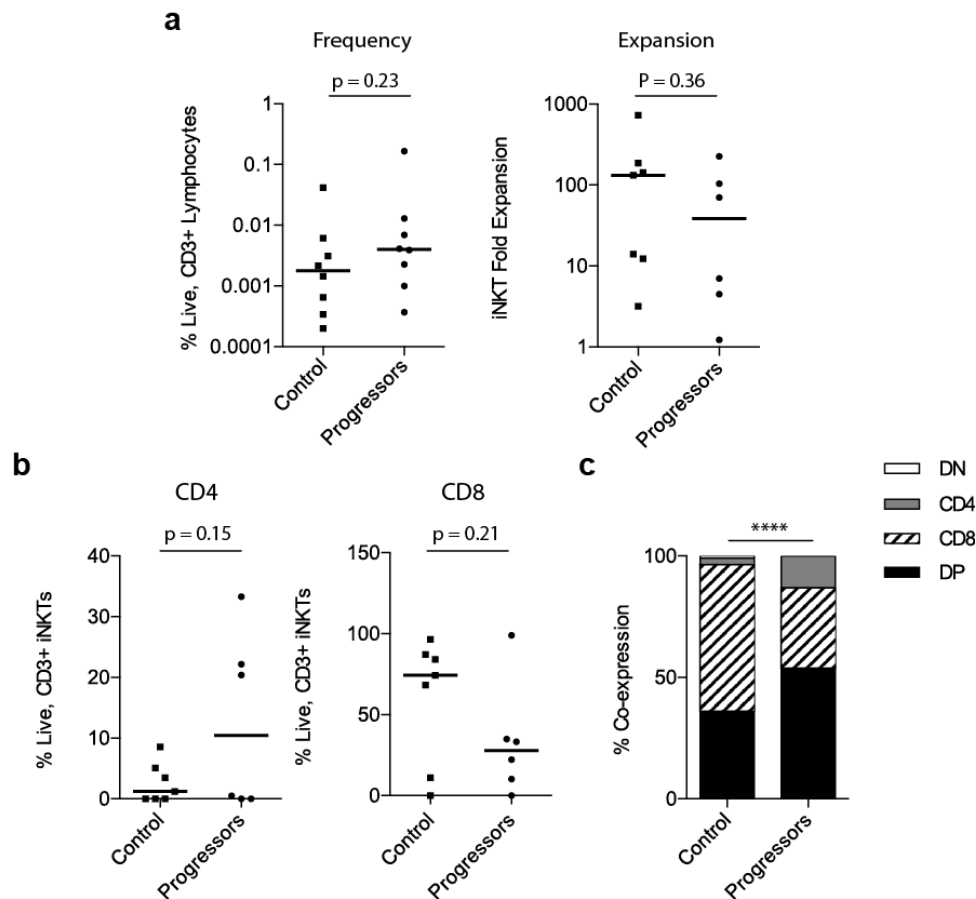 a
Frequency
p = 0.23
% Live, CD3+ Lymphocytes
1
0.1
0.01
0.001
0.0001
Control
Progressors
Expansion
P = 0.36
iNKT Fold Expansion
1000
100
10
1
Control
Progressors
b
CD4
p = 0.15
% Live, CD3+ iNKTs
40
30
20
10
0
Control
Progressors
CD8
p = 0.21
% Live, CD3+ iNKTs
150
100
50
0
Control
Progressors
c
****
% Co-expression
100
50
0
Control
Progressors
DN
CD4
CD8
DP